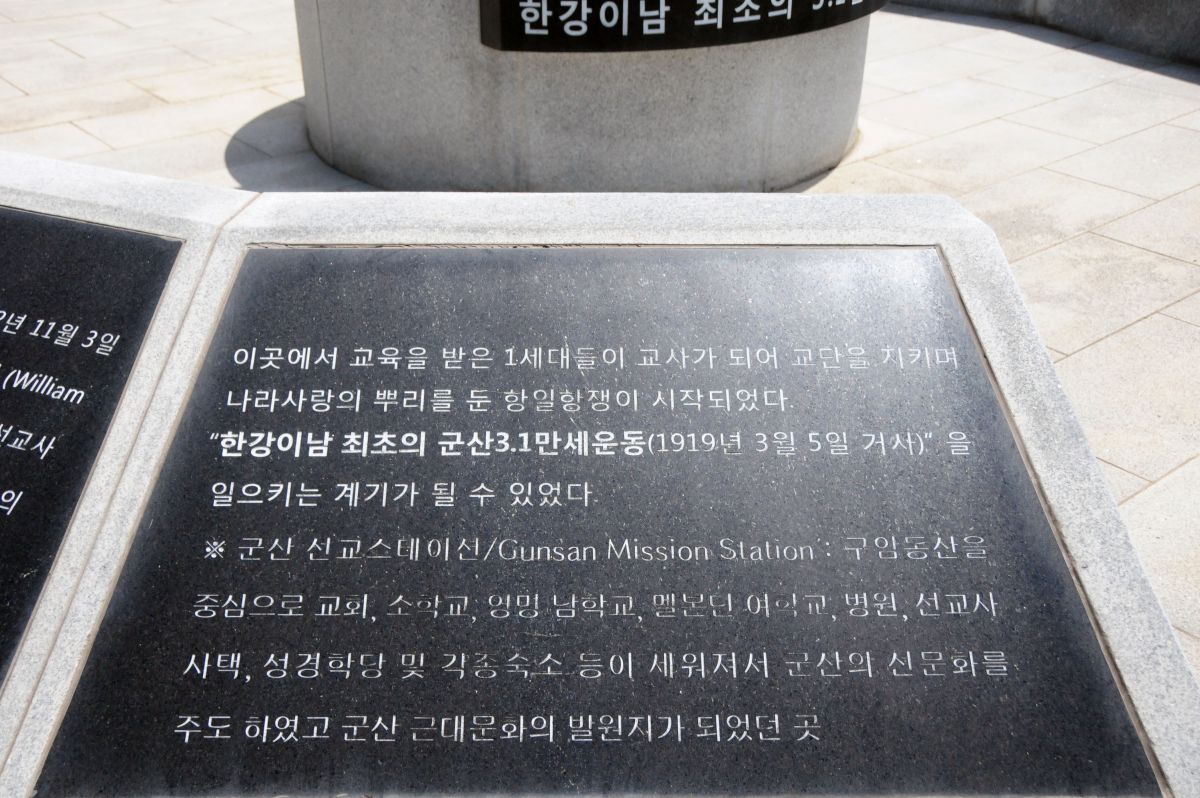 한강이남 최초의
년 11월 3일
(William
선교사
의
이곳에서 교육을 받은 1세대들이 교사가 되어 교단을 지키며
나라사랑의 뿌리를 둔 항일항쟁이 시작되었다.
"한강이남 최초의 군산3.1만세운동(1919년 3월 5일 거사)" 을
일으키는 계기가 될 수 있었다.
※ 군산 선교스테이션/Gunsan Mission Station : 구암동산을
중심으로 교회, 소학교, 영명 남학교, 멜본딘 여학교, 병원, 선교사
사택, 성경학당 및 각종숙소 등이 세워져서 군산의 선문화를
주도 하였고 군산 근대문화의 발원지가 되었던 곳